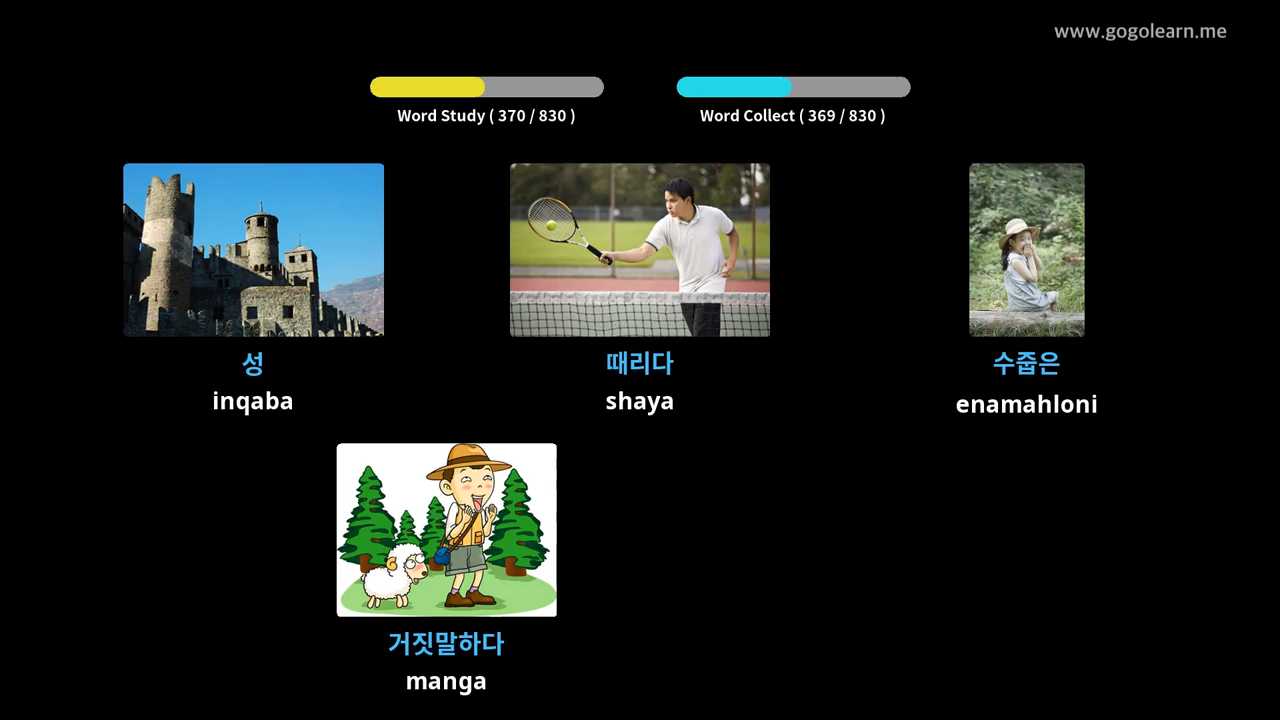 www.gogolearn.me
Word Study ( 370 / 830 )
Word Collect ( 369 / 830 )
성
inqaba
때리다
shaya
수줍은
enamahloni
거짓말하다
manga